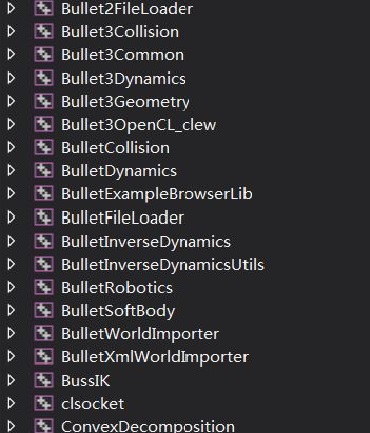 Bullet2FileLoader
Bullet3Collision
Bullet3Common
Bullet3Dynamics
Bullet3Geometry
Bullet3OpenCL_clew
BulletCollision
BulletDynamics
BulletExampleBrowserLib
BulletFileLoader
BulletInverseDynamics
BulletInverseDynamicsUtils
BulletRobotics
BulletSoftBody
BulletWorldImporter
BulletXmlWorldImporter
BussIK
clsocket
ConvexDecomposition